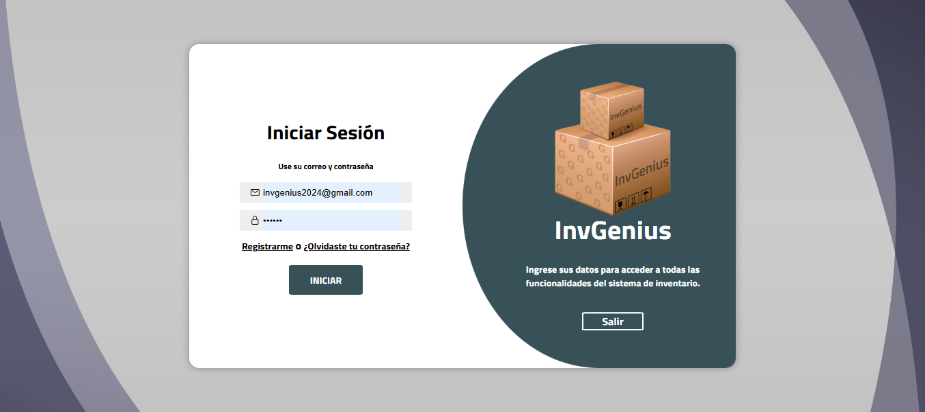 Iniciar Sesión
Use su correo y contraseña
invgenius2024@gmail.com
••••••
Registrarme o ¿Olvidaste tu contraseña?
INICIAR
InvGenius
InvGenius
InvGenius
Ingrese sus datos para acceder a todas las
funcionalidades del sistema de inventario.
Salir